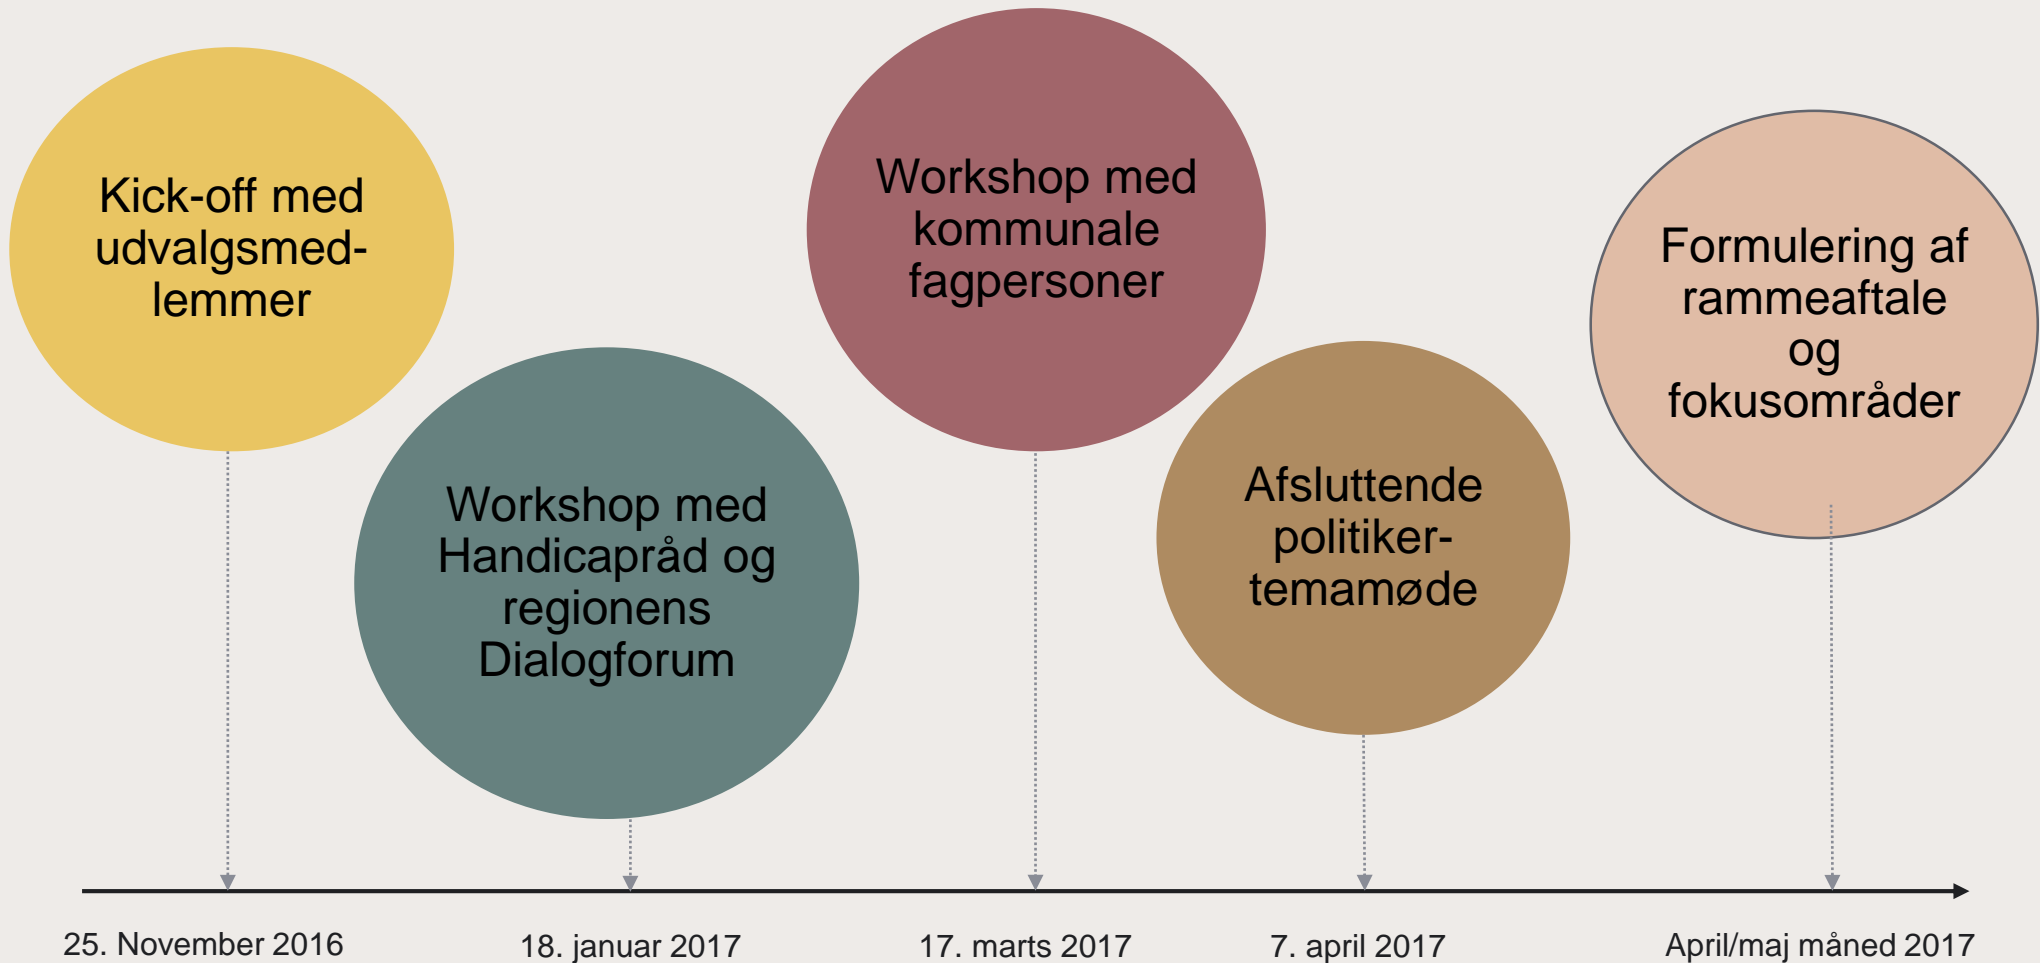 Kick-off med
udvalgsmed-
lemmer
Workshop med
Handicapråd og
regionens
Dialogforum
Workshop med
kommunale
fagpersoner
Afsluttende
politiker-
temamøde
Formulering af
rammeaftale
og
fokusområder
25. November 2016
18. januar 2017
17. marts 2017
7. april 2017
April/maj måned 2017